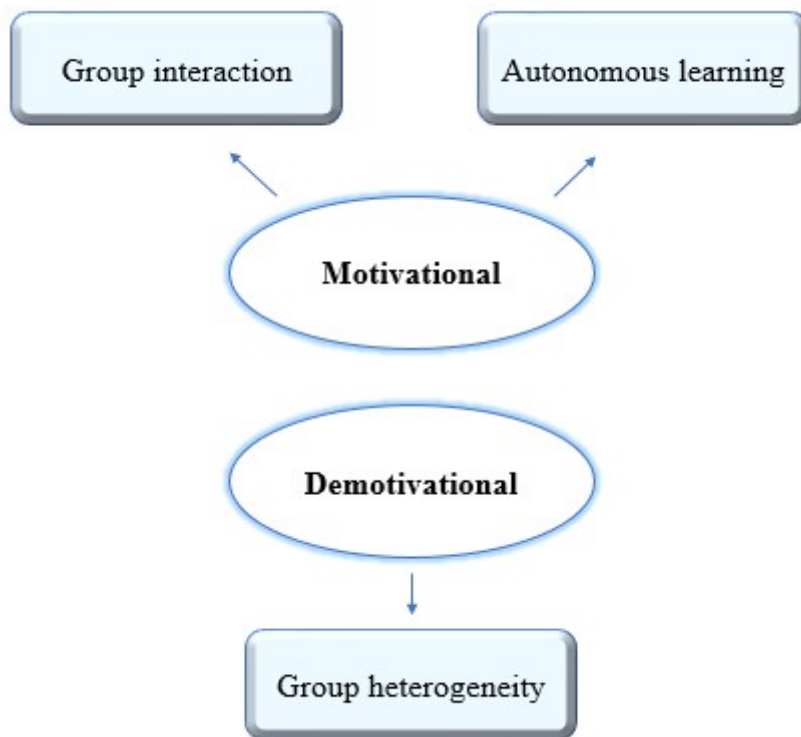 Group interaction
Autonomous learning
Motivational
Demotivational
Group heterogeneity